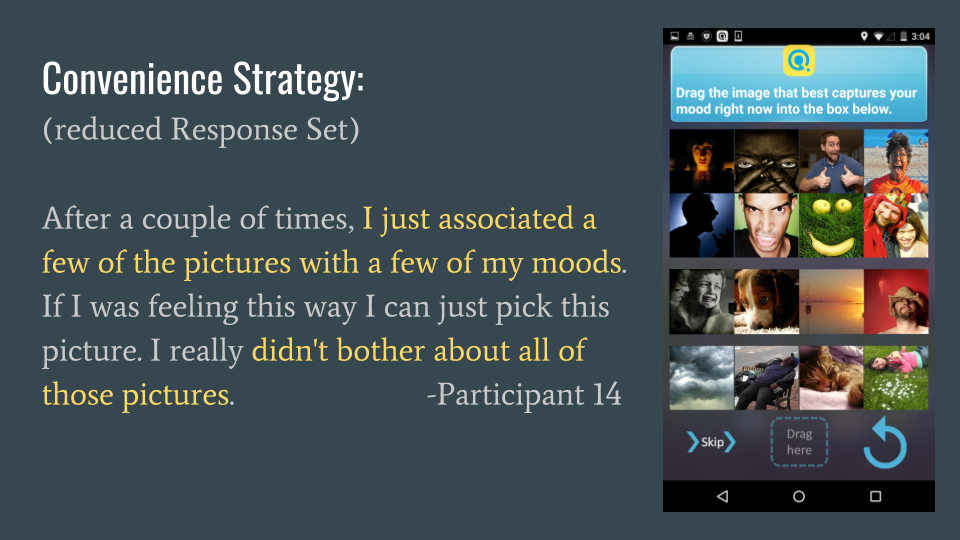 Convenience Strategy:
(reduced Response Set)
After a couple of times, I just associated a
few of the pictures with a few of my moods.
If I was feeling this way I can just pick this
picture. I really didn't bother about all of
those pictures. -Participant 14
3:04
Drag the image that best captures your
mood right now into the box below.
Skip
Drag
here